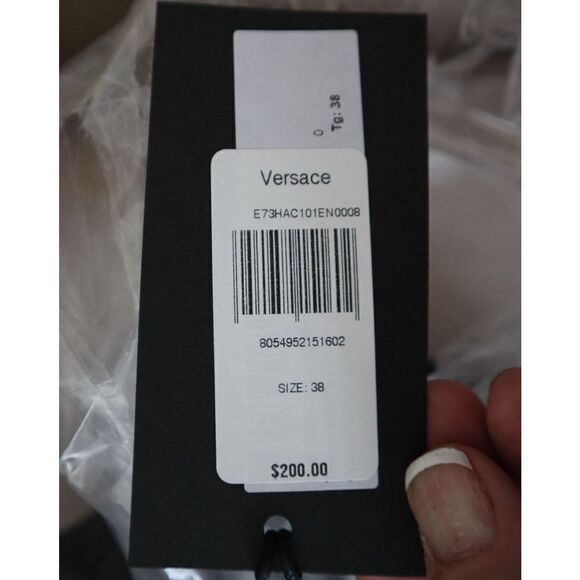 O
Tg: 38
Versace
E73HAC101EN0008
8054952151602
SIZE: 38
$200.00